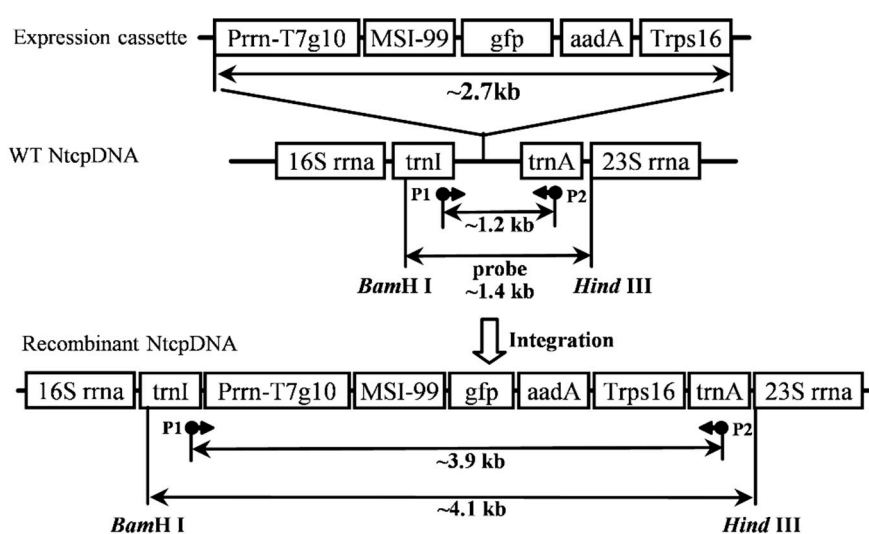 Expression cassette
Prrn-T7g10 MSI-99 gfp aadA Trps16
~2.7kb
WT NtcpDNA
16S rrna trnI trnA 23S rrna
P1 P2
~1.2 kb
probe
BamH I ~1.4 kb Hind III
Integration
Recombinant NtcpDNA
16S rrna trnI Prrn-T7g10 MSI-99 gfp aadA Trps16 trnA 23S rrna
P1 P2
~3.9 kb
~4.1 kb
BamH I Hind III